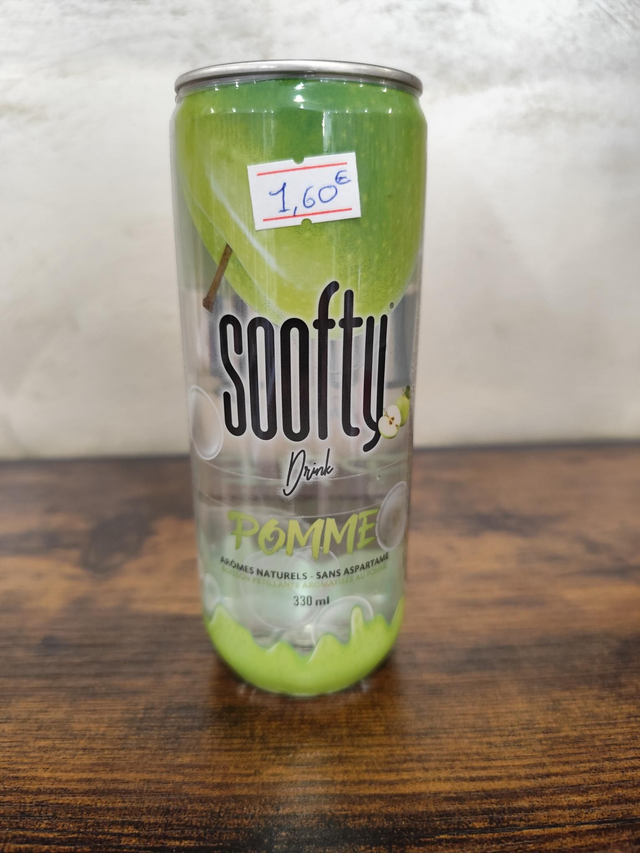 1,60€
soofty
Drink
POMME
ARÔMES NATURELS - SANS ASPARTAME
330 ml